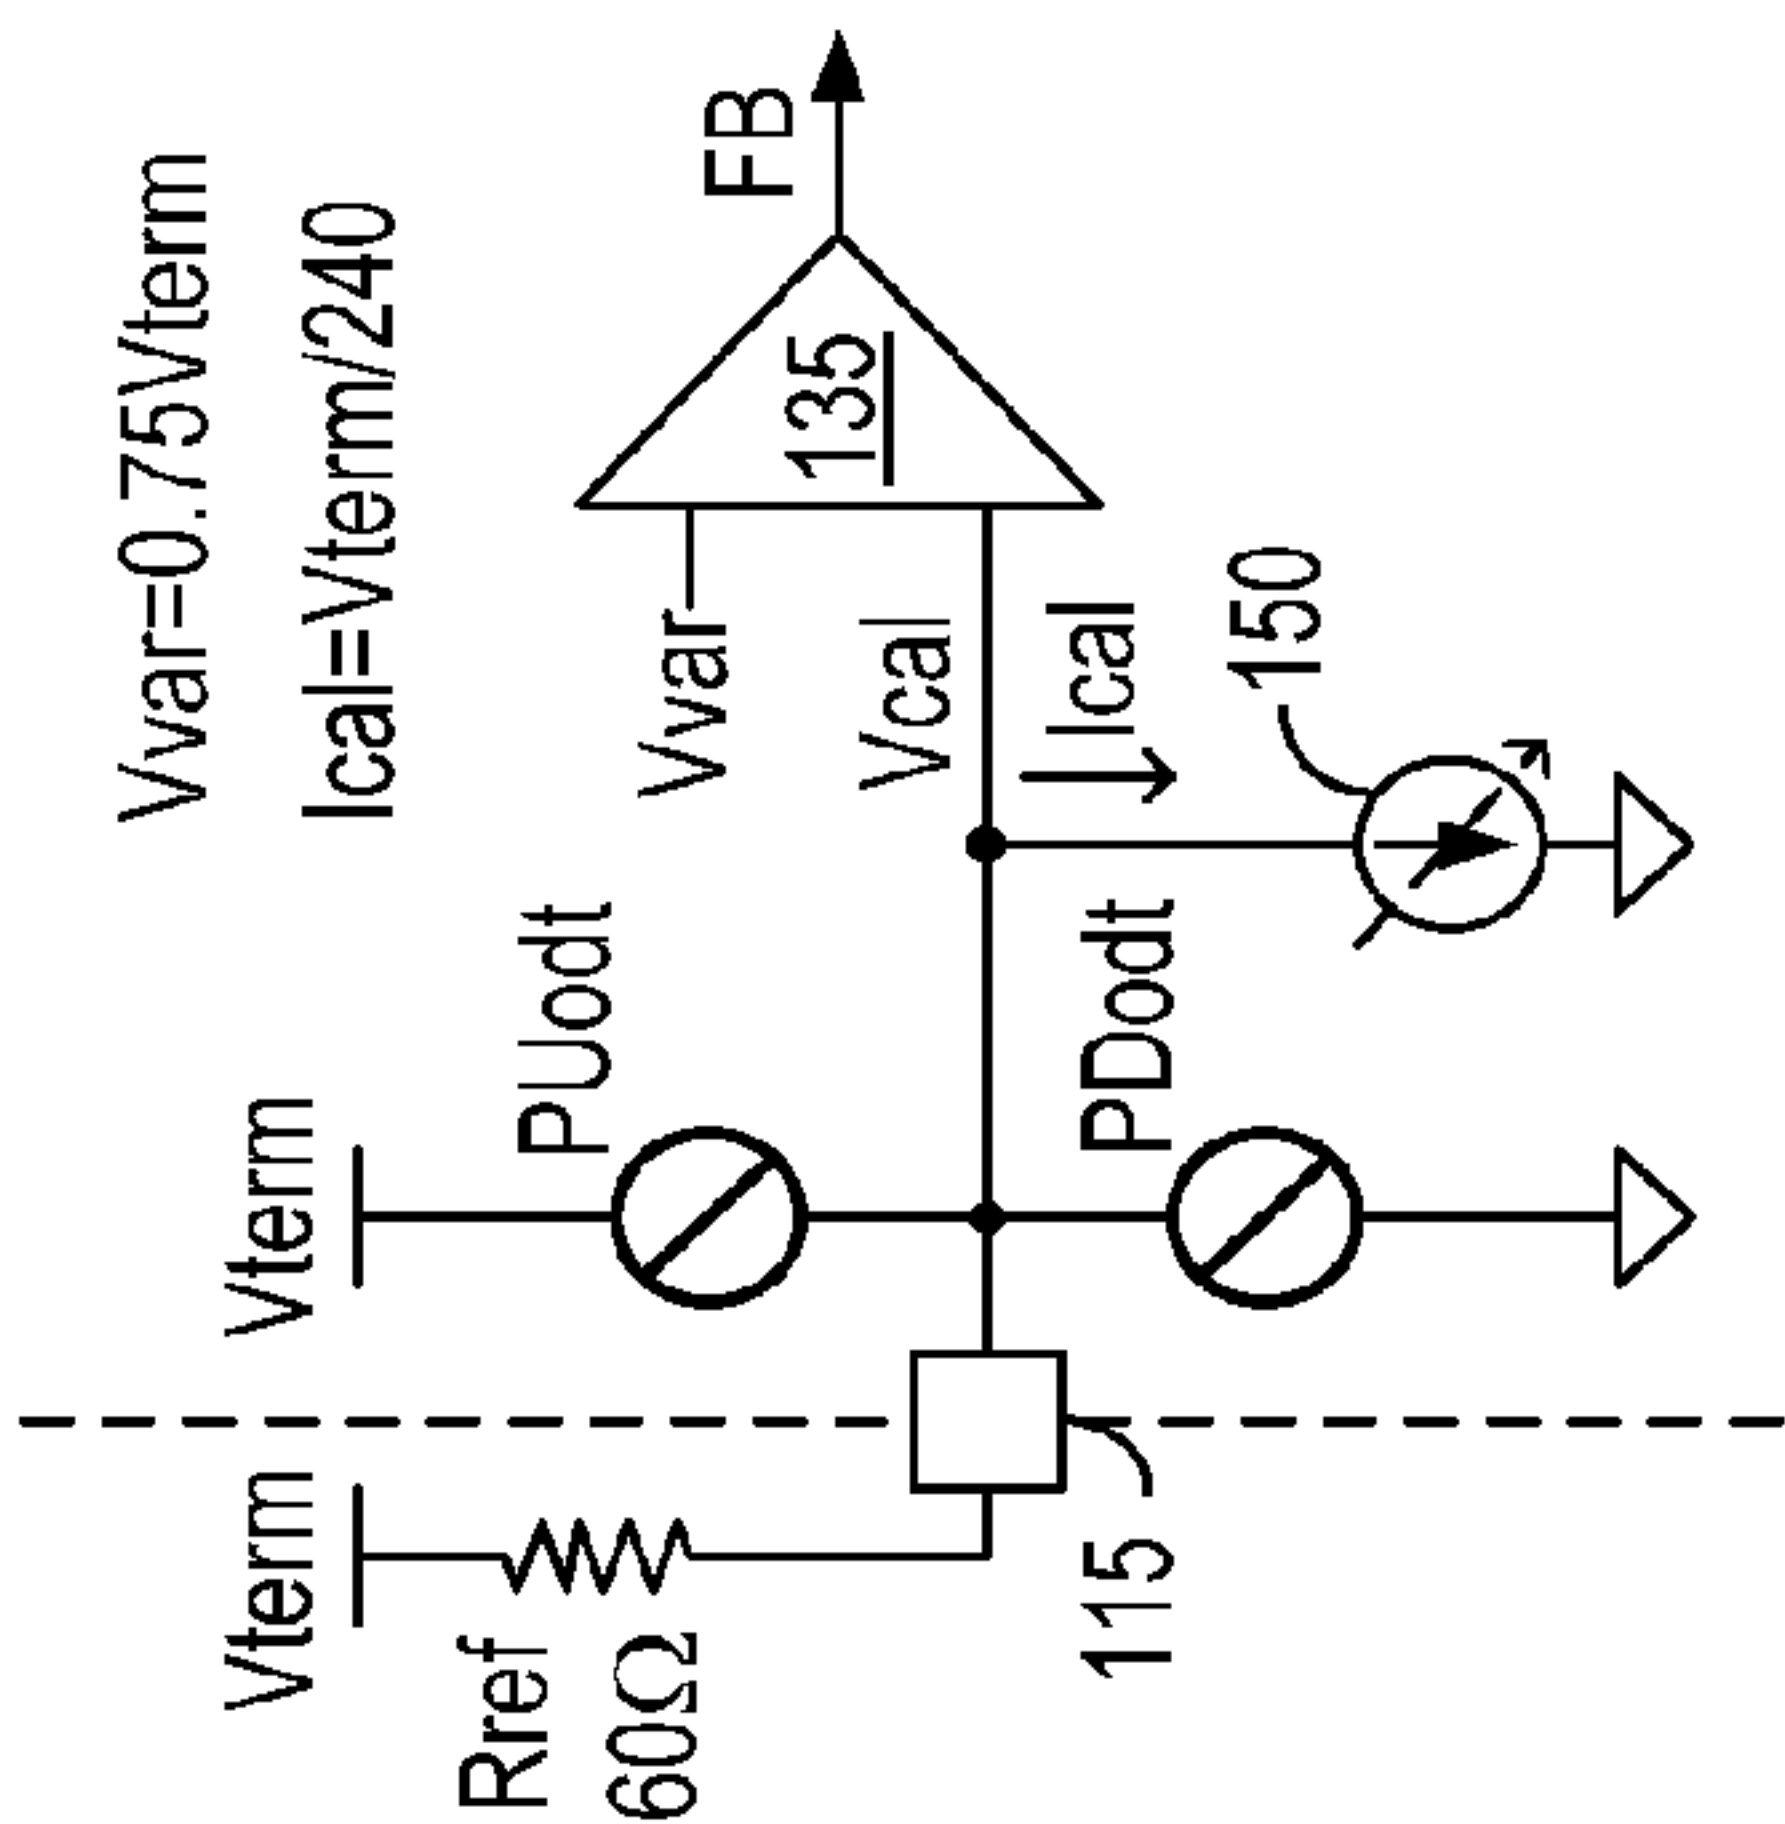 Vvar=0.75Vterm
Ical=Vterm/240
Vterm
Vterm
Rref
60Ω
PUodt
Vvar
FB
135
Vcal
Ical
115
PDodt
150